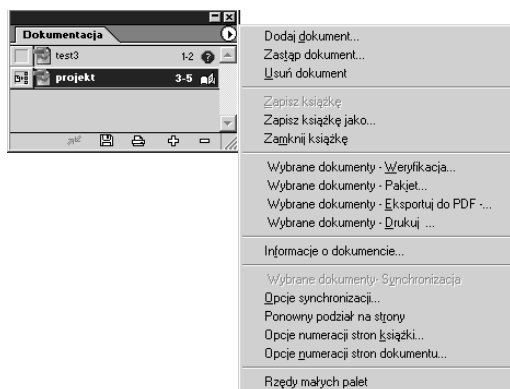 Dokumentacja
test3 1-2
projekt 3-5
Dodaj dokument...
Zastąp dokument...
Usuń dokument
Zapisz książkę
Zapisz książkę jako...
Zamknij książkę
Wybrane dokumenty - Weryfikacja...
Wybrane dokumenty - Pakiet...
Wybrane dokumenty - Eksportuj do PDF -...
Wybrane dokumenty - Drukuj ...
Informacje o dokumencie...
Wybrane dokumenty- Synchronizacja
Opcje synchronizacji...
Ponowny podział na strony
Opcje numeracji stron książki...
Opcje numeracji stron dokumentu...
Rzędy małych palet